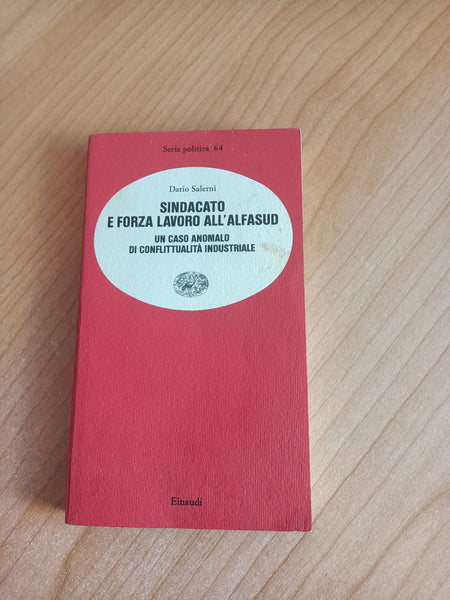 Serie politica 64
Dario Salerni
SINDACATO
E FORZA LAVORO ALL'ALFASUD
UN CASO ANOMALO
DI CONFLITTUALITÀ INDUSTRIALE
Einaudi